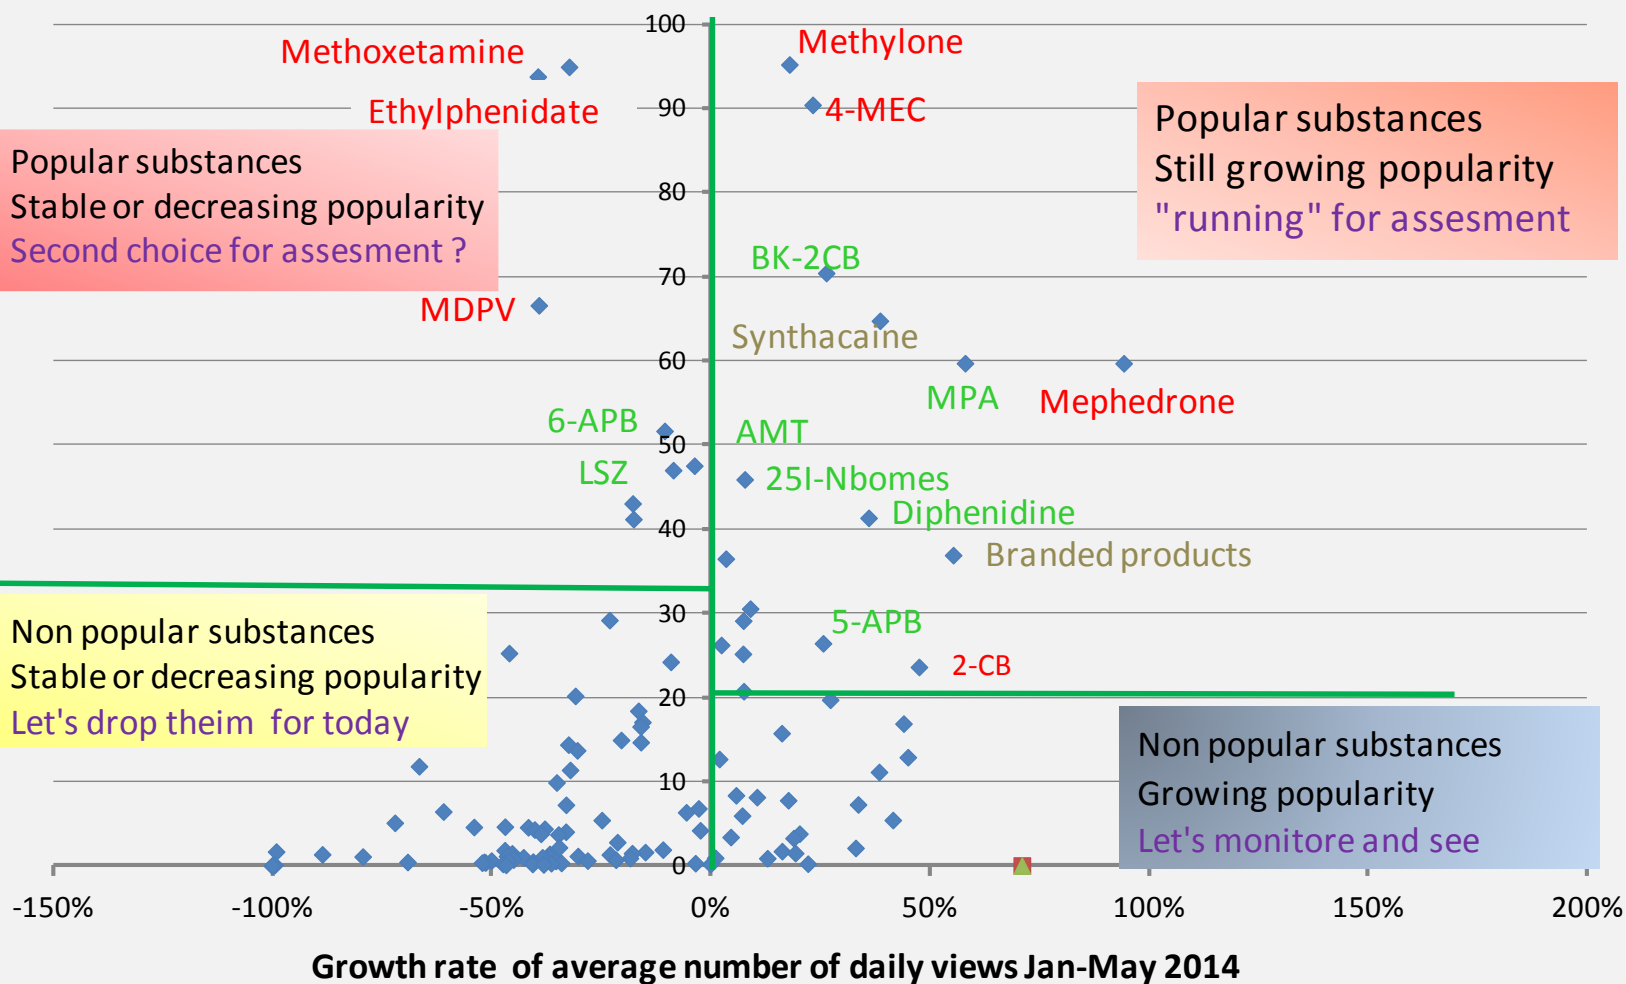 100
Methoxetamine
Methylone
90
Ethylphenidate
4-MEC
Popular substances
Still growing popularity
"running" for assesment
Popular substances
Stable or decreasing popularity
Second choice for assesment ?
80
BK-2CB
70
MDPV
Synthacaine
60
MPA
Mephedrone
6-APB
AMT
50
LSZ
25I-Nbomes
Diphenidine
40
Branded products
30
5-APB
Non popular substances
Stable or decreasing popularity
Let's drop theim for today
2-CB
20
Non popular substances
Growing popularity
Let's monitore and see
10
0
-150% -100% -50% 0% 50% 100% 150% 200%
Growth rate of average number of daily views Jan-May 2014